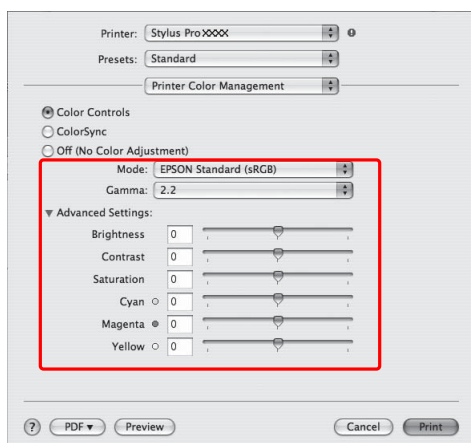 Printer: Stylus Pro XXXX
Presets: Standard
Printer Color Management
Color Controls
ColorSync
Off (No Color Adjustment)
Mode: EPSON Standard (sRGB)
Gamma: 2.2
Advanced Settings:
Brightness 0
Contrast 0
Saturation 0
Cyan 0
Magenta 0
Yellow 0
? PDF Preview Cancel Print